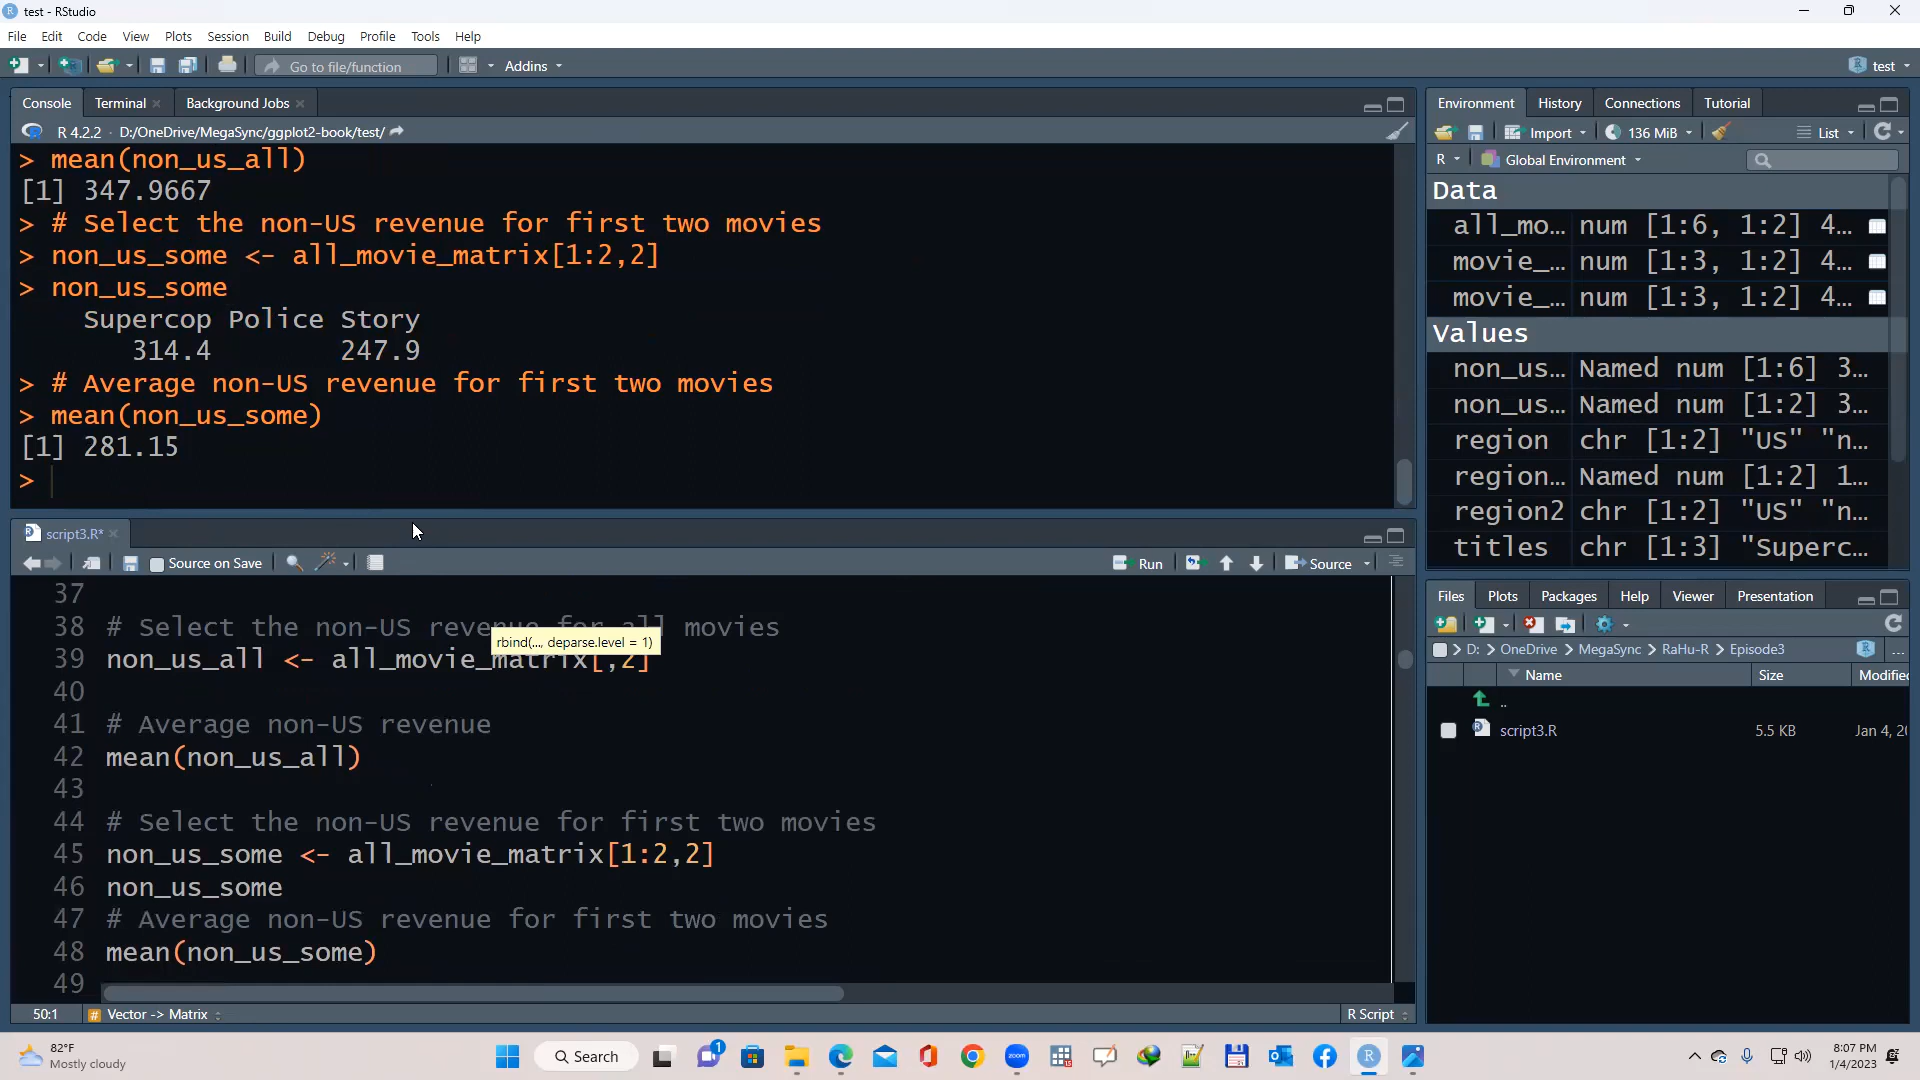 test - RStudio
File Edit Code View Plots Session Build Debug Profile Tools Help
Go to file/function Addins test
Console Terminal Background Jobs
R 4.2.2 · D:/OneDrive/MegaSync/ggplot2-book/test/
> mean(non_us_all)
[1] 347.9667
> # Select the non-US revenue for first two movies
> non_us_some <- all_movie_matrix[1:2,2]
> non_us_some
Supercop Police Story
314.4 247.9
> # Average non-US revenue for first two movies
> mean(non_us_some)
[1] 281.15
>
script3.R*
Source on Save Run Source
37
38 # Select the non-US revenue for all movies
rbind(..., deparse.level = 1)
39 non_us_all <- all_movie_matrix[,2]
40
41 # Average non-US revenue
42 mean(non_us_all)
43
44 # Select the non-US revenue for first two movies
45 non_us_some <- all_movie_matrix[1:2,2]
46 non_us_some
47 # Average non-US revenue for first two movies
48 mean(non_us_some)
49
50:1 # Vector -> Matrix R Script
Environment History Connections Tutorial
Import 136 MiB List
R Global Environment
Data
all_mo... num [1:6, 1:2] 4...
movie_... num [1:3, 1:2] 4...
movie_... num [1:3, 1:2] 4...
Values
non_us... Named num [1:6] 3...
non_us... Named num [1:2] 3...
region chr [1:2] "US" "n...
region... Named num [1:2] 1...
region2 chr [1:2] "US" "n...
titles chr [1:3] "Superc...
Files Plots Packages Help Viewer Presentation
D: > OneDrive > MegaSync > RaHu-R > Episode3 ...
Name Size Modified
..
script3.R 5.5 KB Jan 4, 20
82°F
Mostly cloudy
Search
1
zoom
8:07 PM
1/4/2023